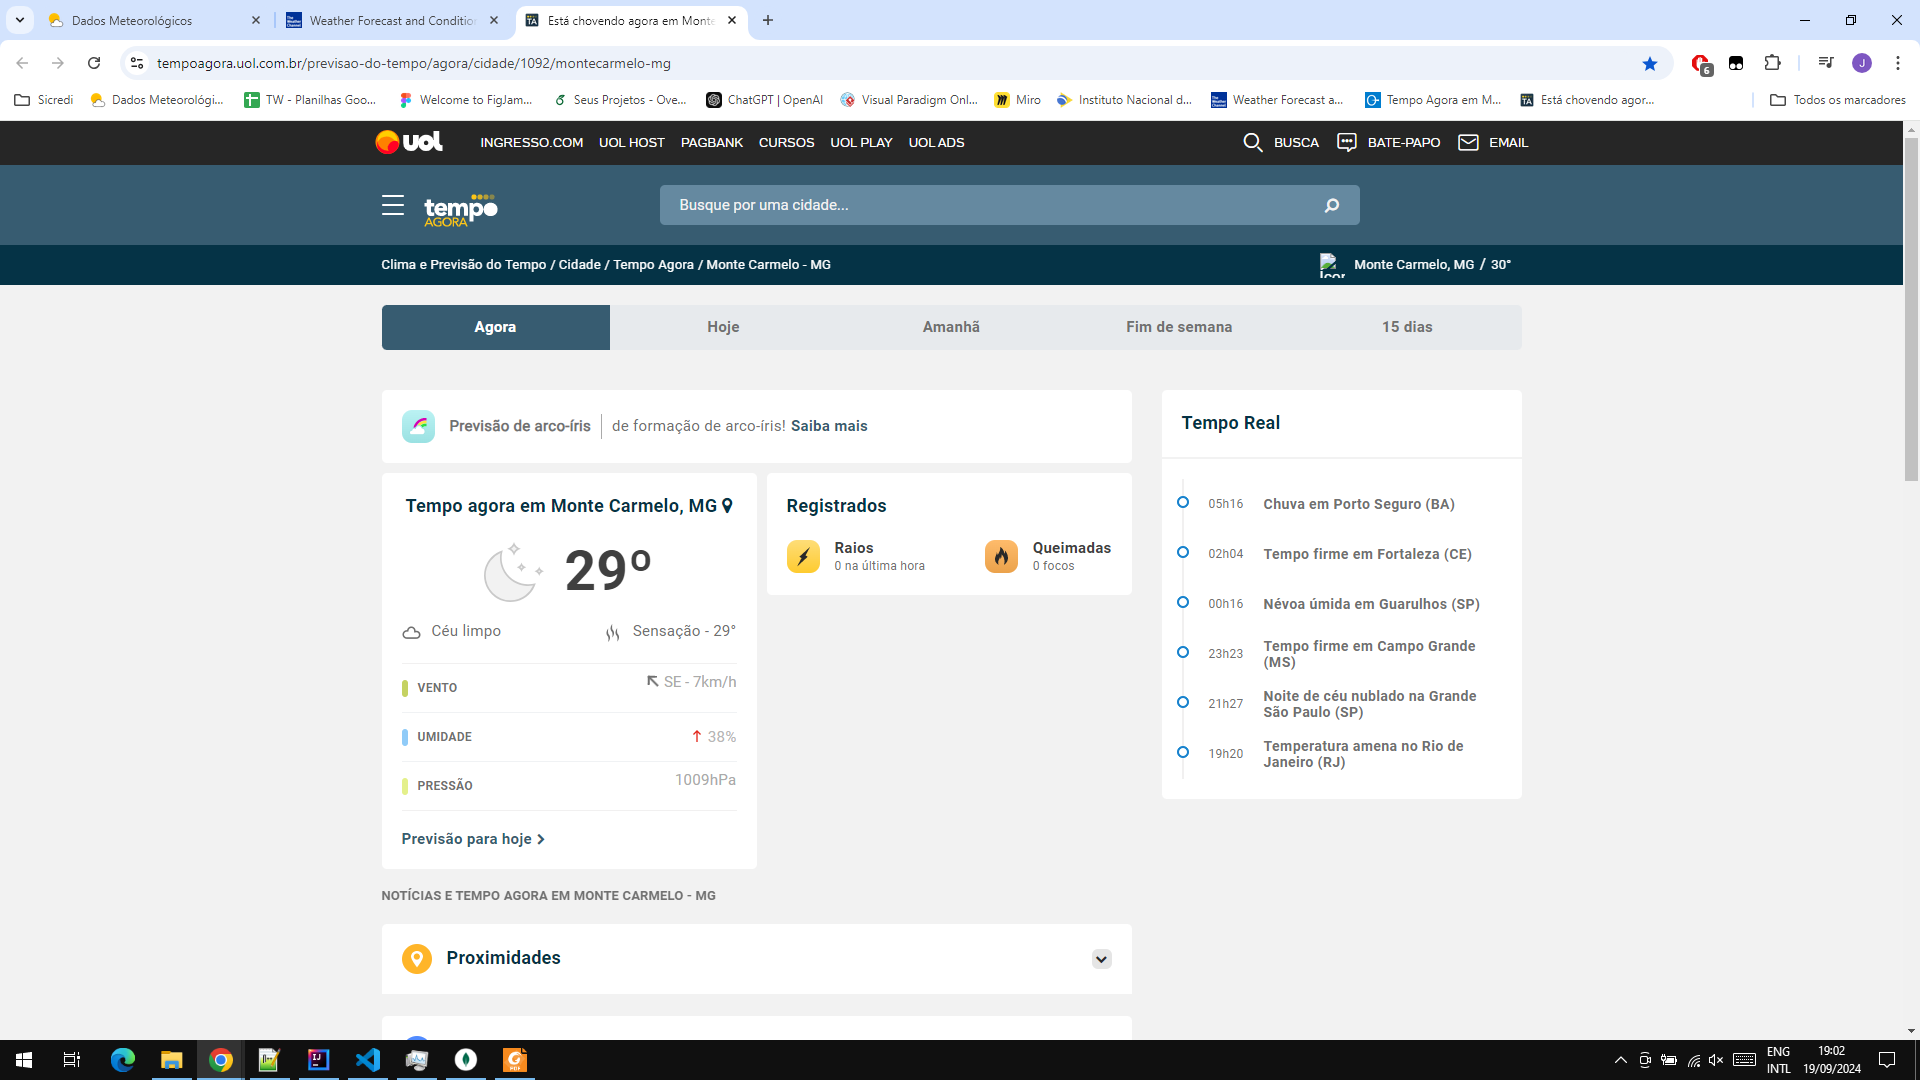 Dados Meteorológicos
Weather Forecast and Conditio
Está chovendo agora em Monte
tempoagora.uol.com.br/previsao-do-tempo/agora/cidade/1092/montecarmelo-mg
6
J
Sicredi
Dados Meteorológi...
TW - Planilhas Goo...
Welcome to FigJam...
Seus Projetos - Ove...
ChatGPT | OpenAI
Visual Paradigm Onl...
Miro
Instituto Nacional d...
Weather Forecast a...
Tempo Agora em M...
Está chovendo agor...
Todos os marcadores
UOL
INGRESSO.COM
UOL HOST
PAGBANK
CURSOS
UOL PLAY
UOL ADS
BUSCA
BATE-PAPO
EMAIL
tempo
AGORA
Busque por uma cidade...
Clima e Previsão do Tempo / Cidade / Tempo Agora / Monte Carmelo - MG
Monte Carmelo, MG / 30°
Agora
Hoje
Amanhã
Fim de semana
15 dias
Previsão de arco-íris
de formação de arco-íris! Saiba mais
Tempo agora em Monte Carmelo, MG
29º
Céu limpo
Sensação - 29°
VENTO
SE - 7km/h
UMIDADE
38%
PRESSÃO
1009hPa
Previsão para hoje
Registrados
Raios
0 na última hora
Queimadas
0 focos
Tempo Real
05h16
Chuva em Porto Seguro (BA)
02h04
Tempo firme em Fortaleza (CE)
00h16
Névoa úmida em Guarulhos (SP)
23h23
Tempo firme em Campo Grande
(MS)
21h27
Noite de céu nublado na Grande
São Paulo (SP)
19h20
Temperatura amena no Rio de
Janeiro (RJ)
NOTÍCIAS E TEMPO AGORA EM MONTE CARMELO - MG
Proximidades
ENG
INTL
19:02
19/09/2024